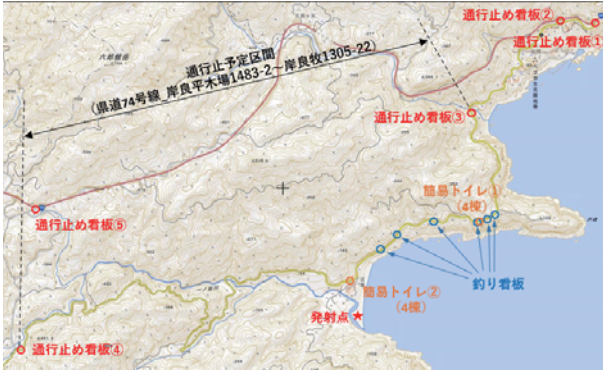 通行止め看板②
通行止め看板①
通行止予定区間
(県道74号線_岸良平木場1483-2ー岸良牧1305-22)
通行止め看板③
簡易トイレ①
(4棟)
通行止め看板⑤
釣り看板
簡易トイレ②
(4棟)
発射点
通行止め看板④